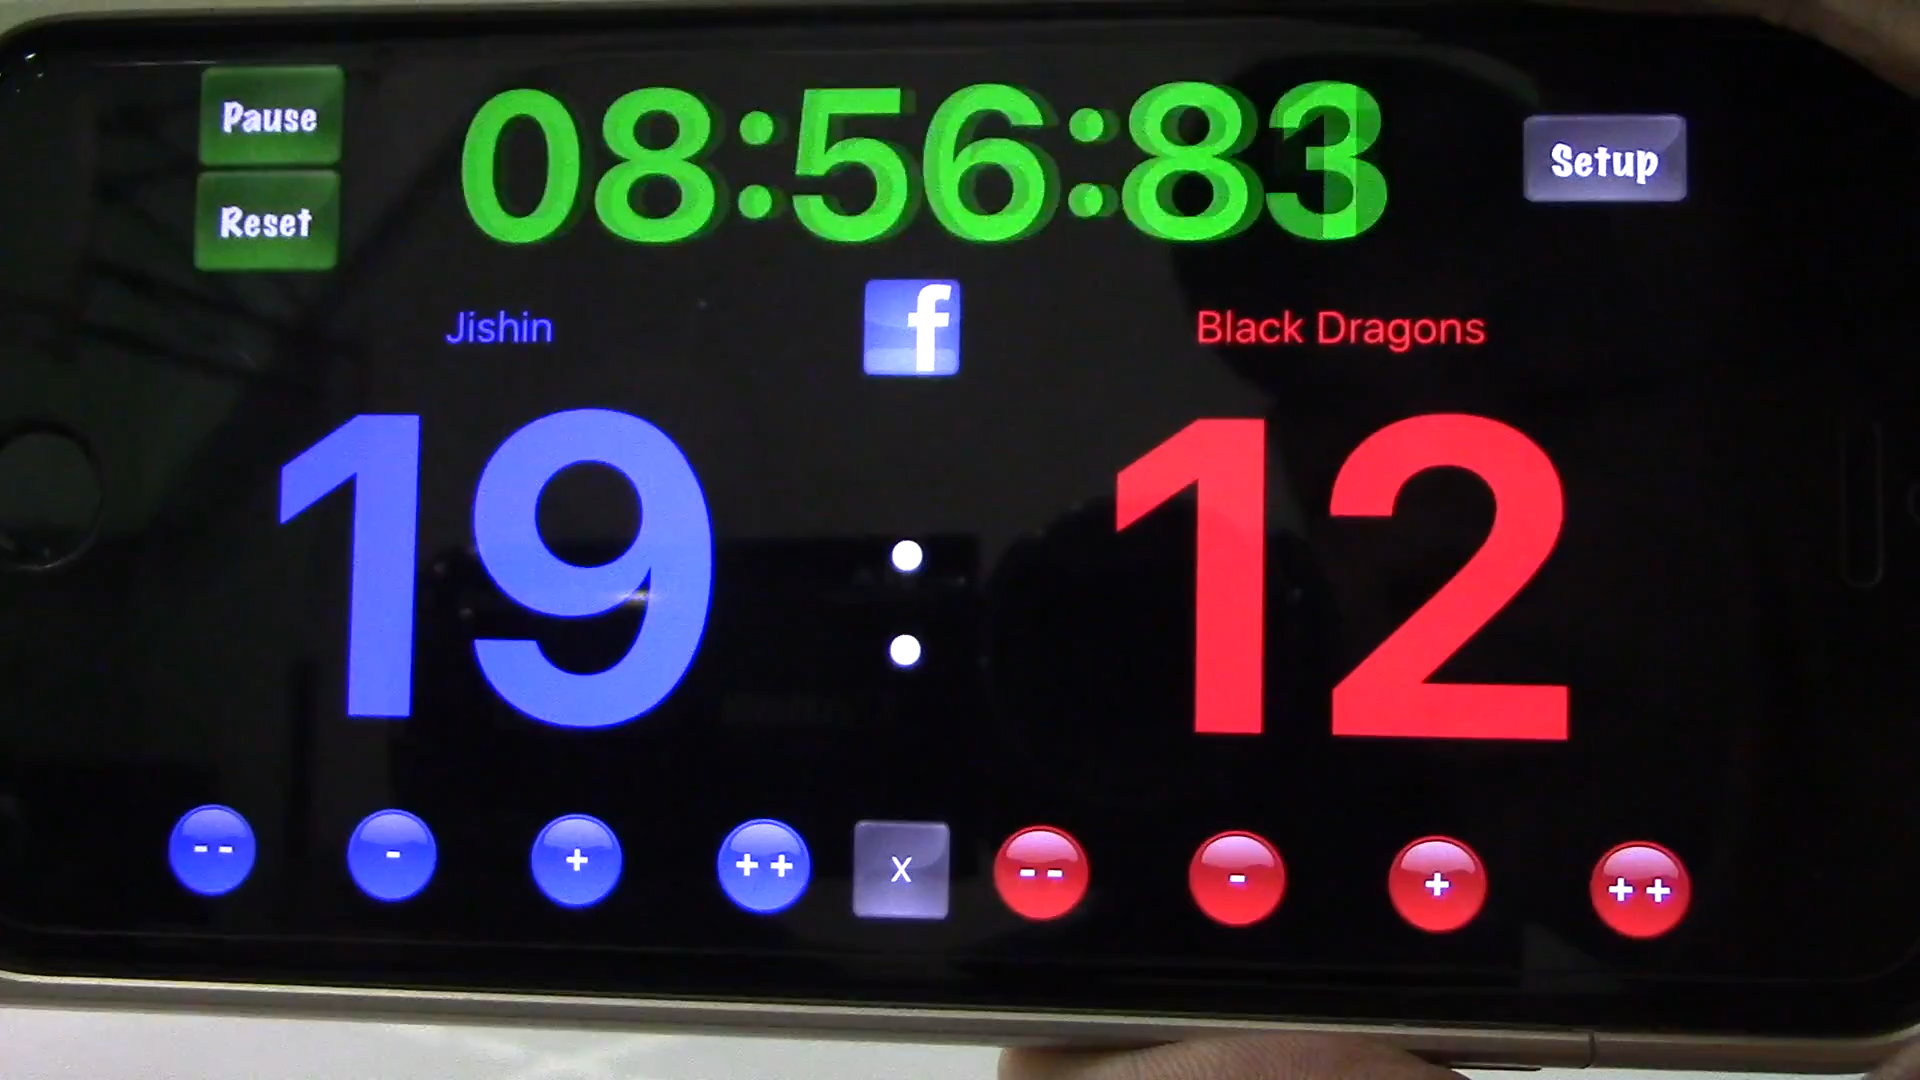 Pause
08:56:83
Setup
Reset
Jishin
f
Black Dragons
19 : 12
-- - + ++ X -- - + ++